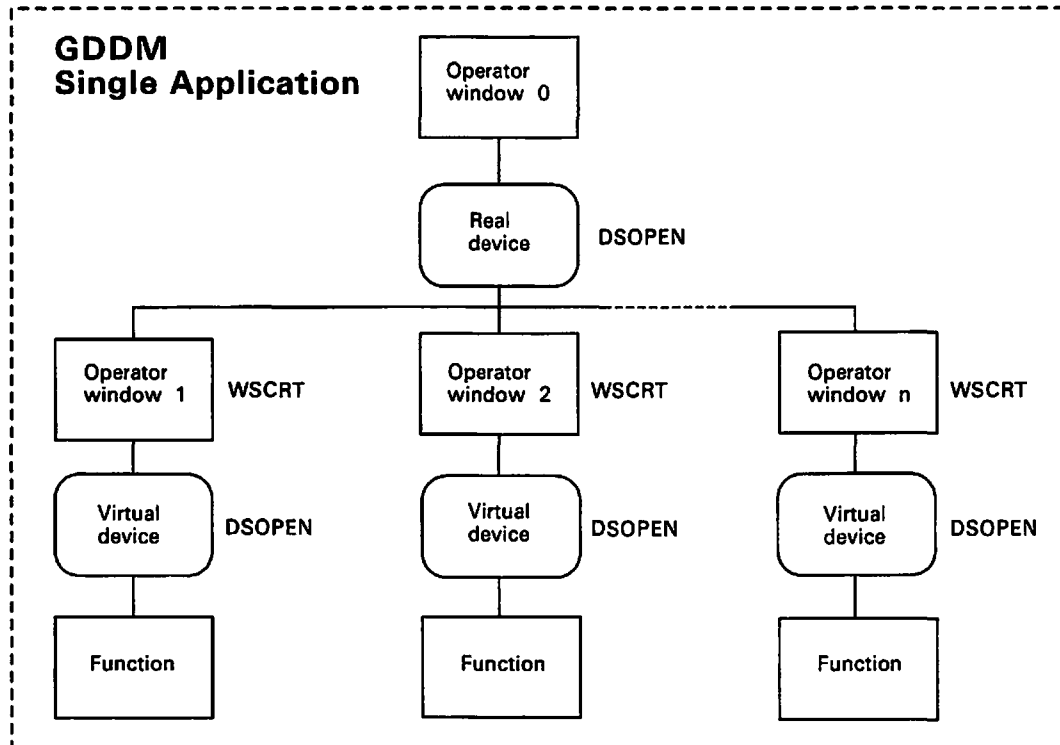 GDDM
Single Application
Operator
window 0
Real
device
DSOPEN
Operator
window 1
WSCRT
Operator
window 2
WSCRT
Operator
window n
WSCRT
Virtual
device
DSOPEN
Virtual
device
DSOPEN
Virtual
device
DSOPEN
Function
Function
Function